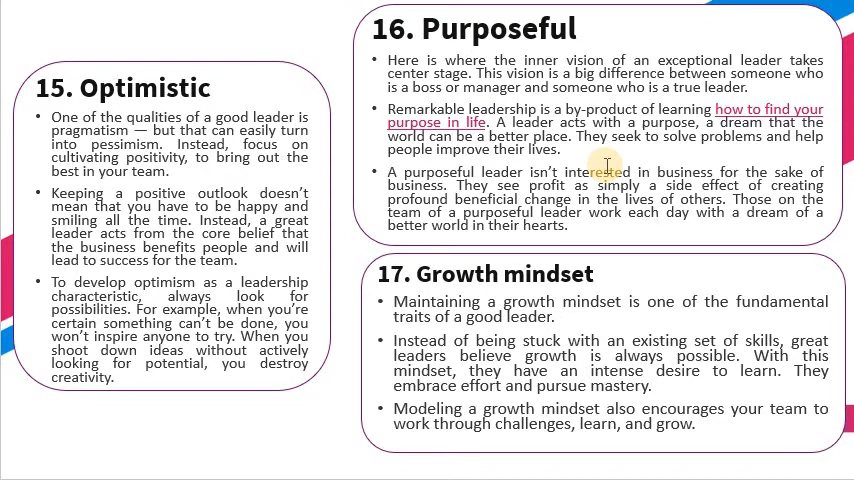 15. Optimistic
• One of the qualities of a good leader is
pragmatism — but that can easily turn
into pessimism. Instead, focus on
cultivating positivity, to bring out the
best in your team.
• Keeping a positive outlook doesn’t
mean that you have to be happy and
smiling all the time. Instead, a great
leader acts from the core belief that
the business benefits people and will
lead to success for the team.
• To develop optimism as a leadership
characteristic, always look for
possibilities. For example, when you’re
certain something can’t be done, you
won’t inspire anyone to try. When you
shoot down ideas without actively
looking for potential, you destroy
creativity.
16. Purposeful
• Here is where the inner vision of an exceptional leader takes
center stage. This vision is a big difference between someone who
is a boss or manager and someone who is a true leader.
• Remarkable leadership is a by-product of learning how to find your
purpose in life. A leader acts with a purpose, a dream that the
world can be a better place. They seek to solve problems and help
people improve their lives.
• A purposeful leader isn’t interested in business for the sake of
business. They see profit as simply a side effect of creating
profound beneficial change in the lives of others. Those on the
team of a purposeful leader work each day with a dream of a
better world in their hearts.
17. Growth mindset
• Maintaining a growth mindset is one of the fundamental
traits of a good leader.
• Instead of being stuck with an existing set of skills, great
leaders believe growth is always possible. With this
mindset, they have an intense desire to learn. They
embrace effort and pursue mastery.
• Modeling a growth mindset also encourages your team to
work through challenges, learn, and grow.